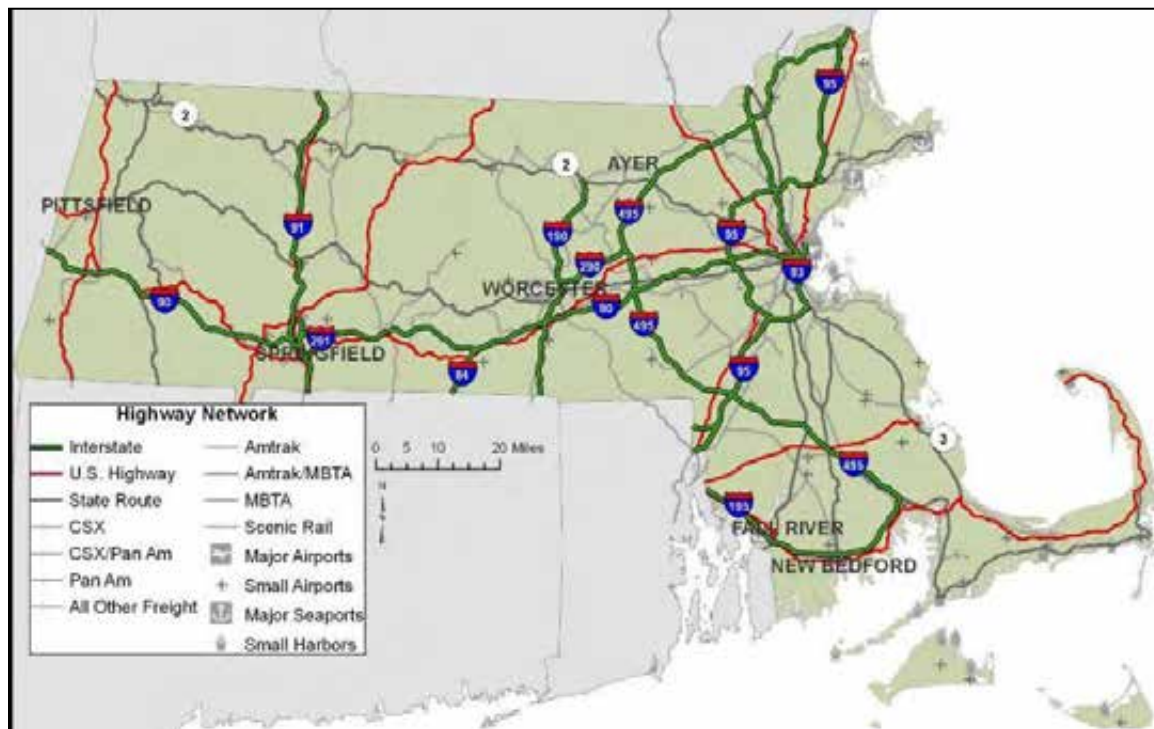 95
2
2
AYER
PITTSFIELD
495
91
190
95
290
93
WORCESTER
90
90
495
291
SPRINGFIELD
84
95
Highway Network
Interstate
U.S. Highway
State Route
CSX
CSX/Pan Am
Pan Am
All Other Freight
Amtrak
Amtrak/MBTA
MBTA
Scenic Rail
Major Airports
Small Airports
Major Seaports
Small Harbors
0 5 10 20 Miles
N
3
495
195
FALL RIVER
NEW BEDFORD